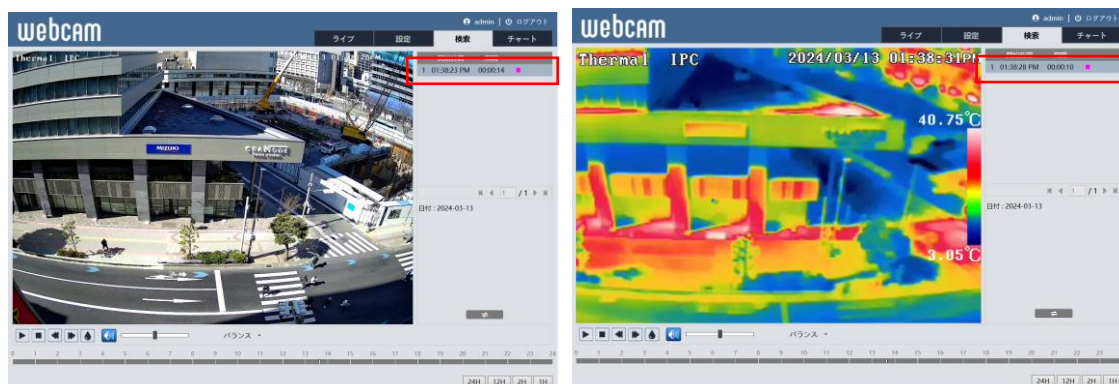 webcam
admin | ログアウト
ライブ 設定 検索 チャート
Thermal IPC
1 01:38:23 PM 00:00:14
MIZUHO
GRANODE
/ 1
日付 : 2024-03-13
バランス
0 1 2 3 4 5 6 7 8 9 10 11 12 13 14 15 16 17 18 19 20 21 22 23 24
24H 12H 2H 1H
webcam
admin | ログアウト
ライブ 設定 検索 チャート
Thermal IPC 2024/03/13 01:38:31PM
1 01:38:28 PM 00:00:10
40.75℃
1 / 1
日付 : 2024-03-13
3.05℃
バランス
0 1 2 3 4 5 6 7 8 9 10 11 12 13 14 15 16 17 18 19 20 21 22 23
24H 12H 2H 1H